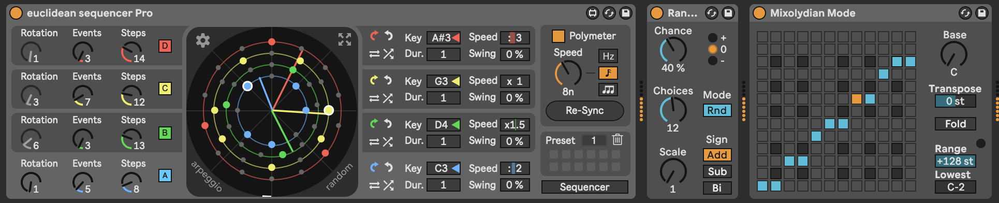 euclidean sequencer Pro
Rotation Events Steps
1 3 14 D
Rotation Events Steps
3 7 12 C
Rotation Events Steps
6 3 13 B
Rotation Events Steps
1 5 8 A
arpeggio
random
Key A#3 Speed : 3
Dur. 1 Swing 0 %
Key G3 Speed x 1
Dur. 1 Swing 0 %
Key D4 Speed x1.5
Dur. 1 Swing 0 %
Key C3 Speed : 2
Dur. 1 Swing 0 %
Polymeter
Speed
Hz
8n
Re-Sync
Preset 1
Sequencer
Ran...
Chance
+
0
-
40 %
Choices
12
Mode
Rnd
Scale
1
Sign
Add
Sub
Bi
Mixolydian Mode
Base
C
Transpose
0 st
Fold
Range
+128 st
Lowest
C-2